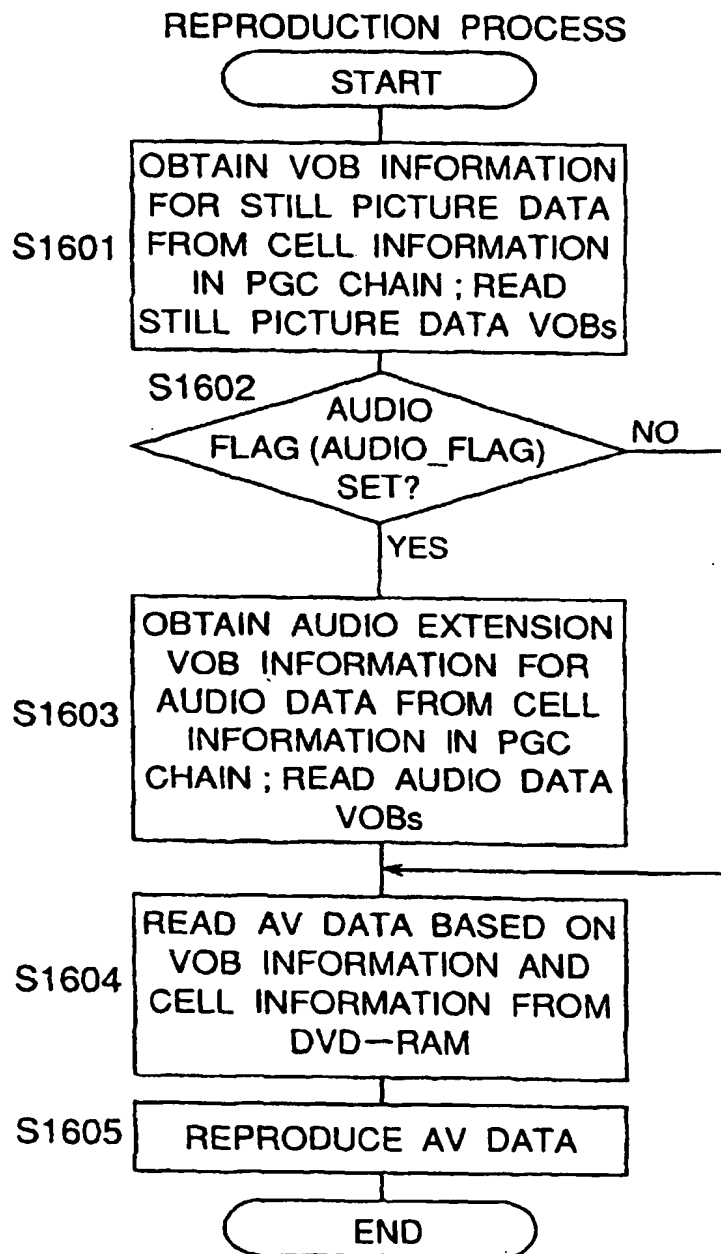 REPRODUCTION PROCESS
START
OBTAIN VOB INFORMATION
FOR STILL PICTURE DATA
FROM CELL INFORMATION
IN PGC CHAIN ; READ
STILL PICTURE DATA VOBs
S1601
S1602
AUDIO
FLAG (AUDIO_FLAG)
SET?
NO
YES
OBTAIN AUDIO EXTENSION
VOB INFORMATION FOR
AUDIO DATA FROM CELL
INFORMATION IN PGC
CHAIN ; READ AUDIO DATA
VOBs
S1603
READ AV DATA BASED ON
VOB INFORMATION AND
CELL INFORMATION FROM
DVD-RAM
S1604
S1605
REPRODUCE AV DATA
END